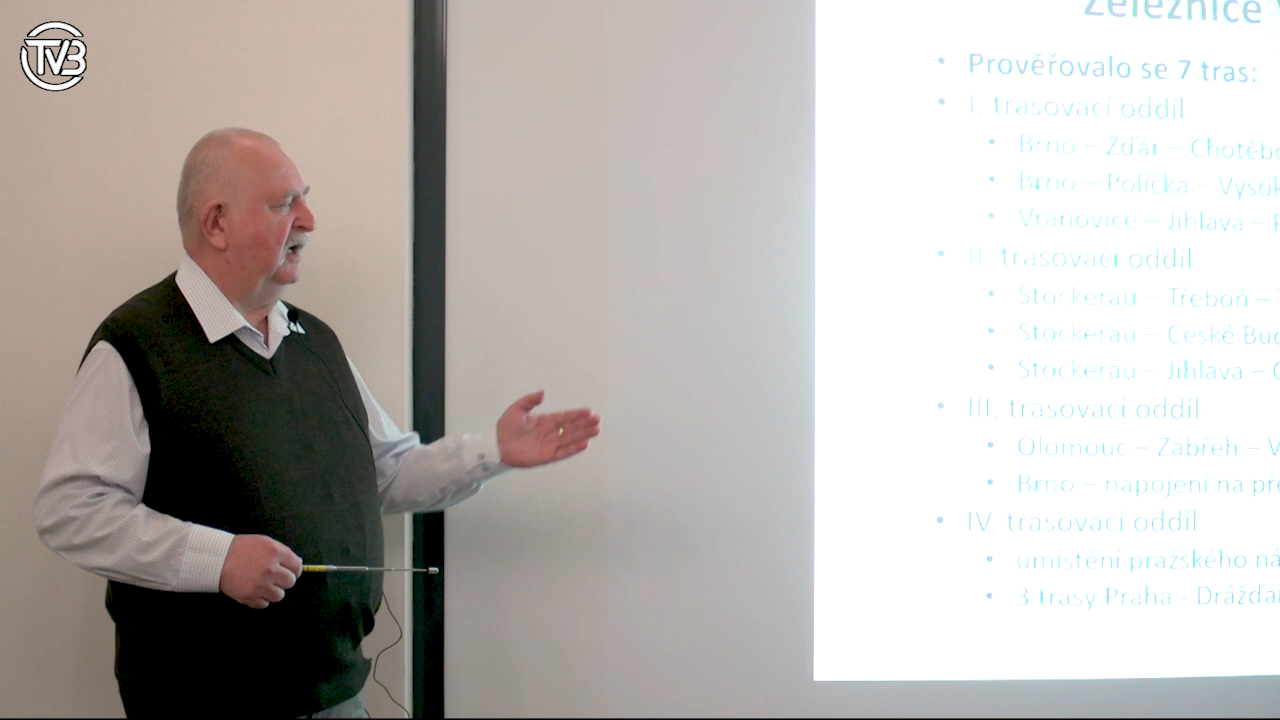 TVB
Železnice
Prověřovalo se 7 tras:
I. trasovací oddíl
Brno – Žďár – Chotěbo
Brno – Polička – Vysok
Vranovice – Jihlava –
II. trasovací oddíl
Stockerau – Třeboň –
Stockerau – České Bud
Stockerau – Jihlava –
III. trasovací oddíl
Olomouc – Zábřeh – V
Brno – napojení na pře
IV. trasovací oddíl
umístění pražského ná
3 trasy Praha - Drážďa